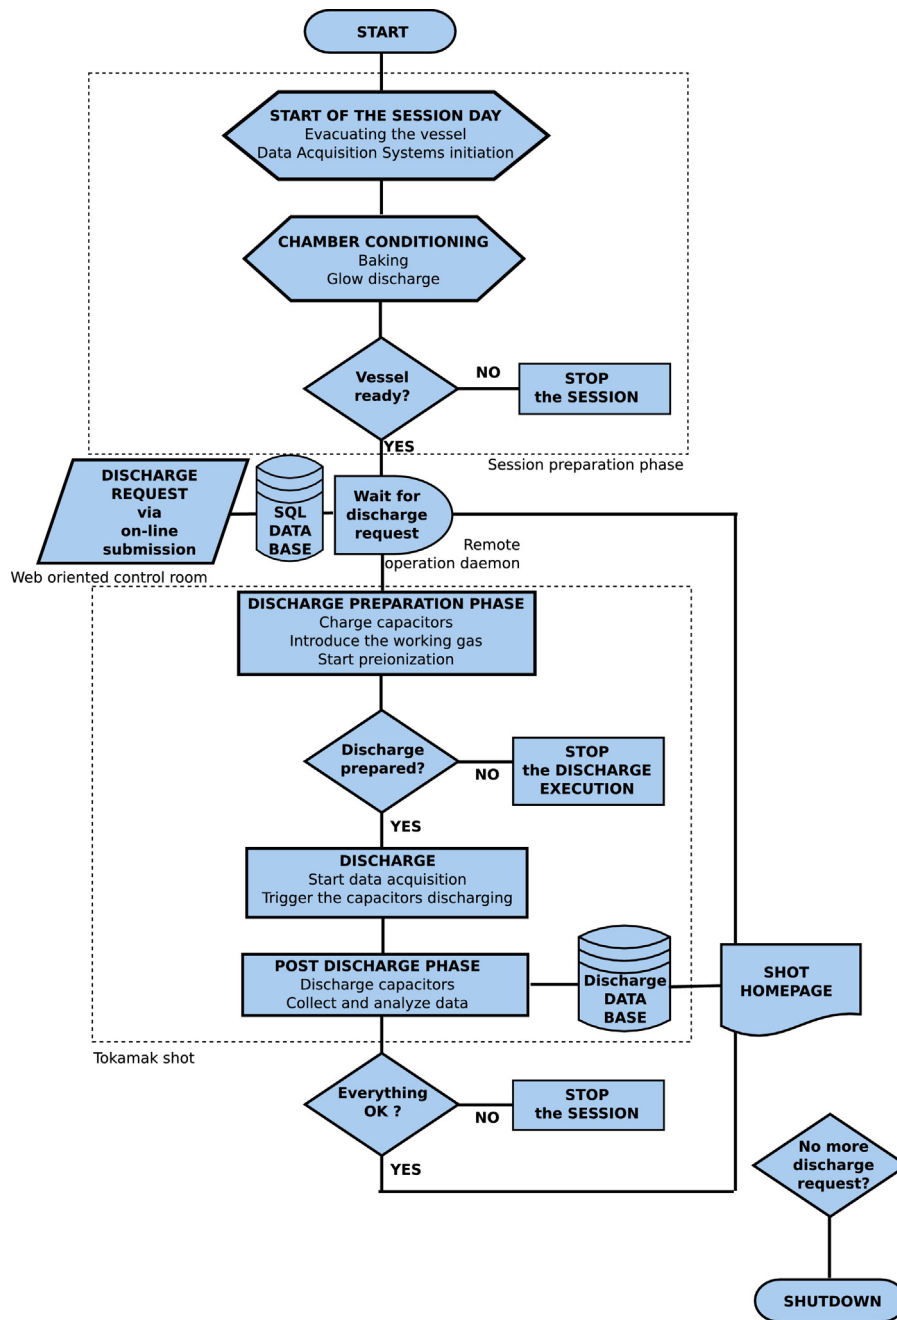 START
START OF THE SESSION DAY
Evacuating the vessel
Data Acquisition Systems initiation
CHAMBER CONDITIONING
Baking
Glow discharge
Vessel
ready?
NO
STOP
the SESSION
YES
Session preparation phase
DISCHARGE
REQUEST
via
on-line
submission
Web oriented control room
SQL
DATA
BASE
Wait for
discharge
request
Remote
operation daemon
DISCHARGE PREPARATION PHASE
Charge capacitors
Introduce the working gas
Start preionization
Discharge
prepared?
NO
STOP
the DISCHARGE
EXECUTION
YES
DISCHARGE
Start data acquisition
Trigger the capacitors discharging
POST DISCHARGE PHASE
Discharge capacitors
Collect and analyze data
Discharge
DATA
BASE
SHOT
HOMEPAGE
Tokamak shot
Everything
OK ?
NO
STOP
the SESSION
YES
No more
discharge
request?
SHUTDOWN